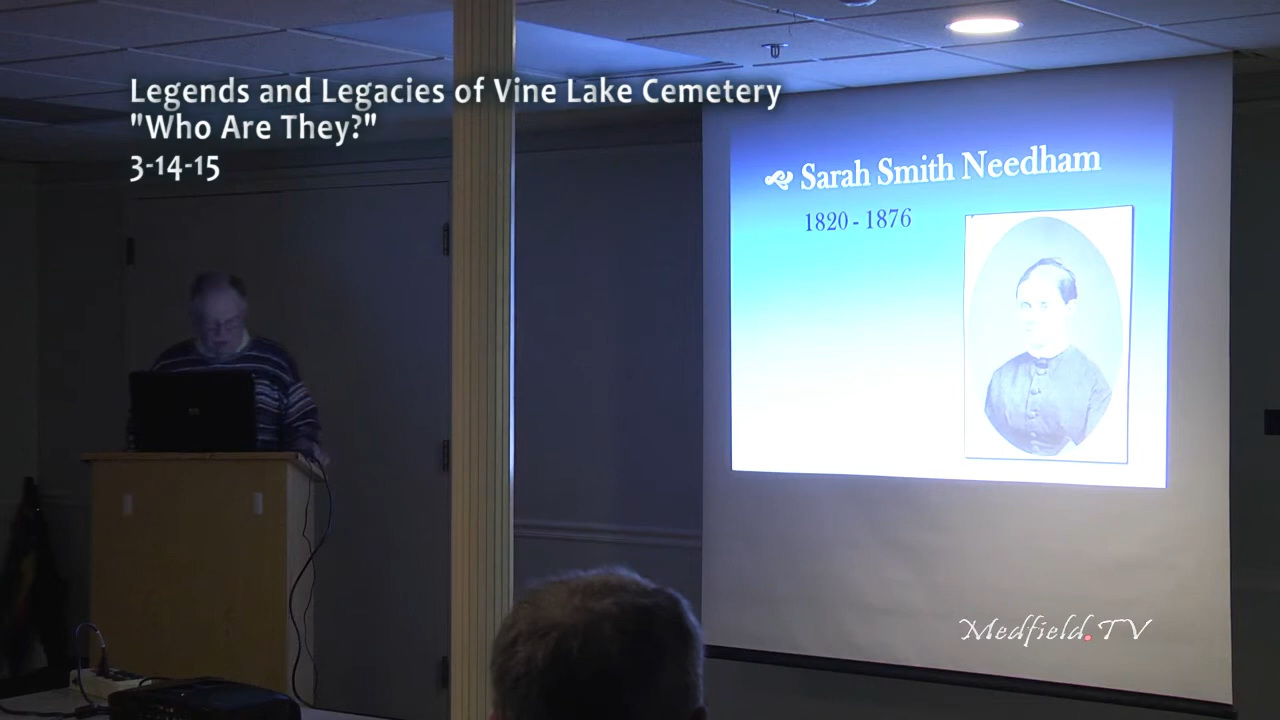 Legends and Legacies of Vine Lake Cemetery
"Who Are They?"
3-14-15
Sarah Smith Needham
1820 - 1876
Medfield.TV